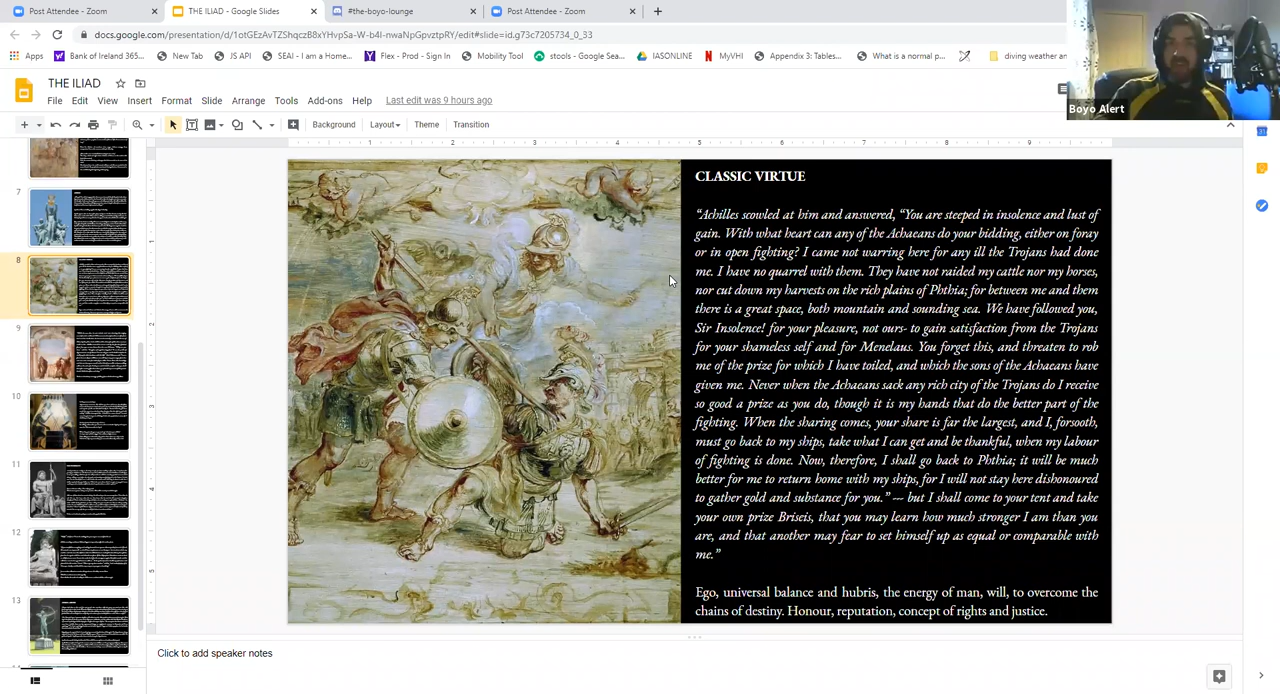 Post Attendee - Zoom
THE ILIAD - Google Slides
#the-boyo-lounge
Post Attendee - Zoom
docs.google.com/presentation/d/1otGEzAvTZShqczB8xYHvpSa-W-b4l-nwaNpGpvztpRY/edit#slide=id.g73c7205734_0_33
Apps
Bank of Ireland 365...
New Tab
JS API
SEAI - I am a Home...
Flex - Prod - Sign In
Mobility Tool
stools - Google Sea...
IASONLINE
MyVHI
Appendix 3: Tables...
What is a normal p...
diving weather an
Boyo Alert
THE ILIAD
File Edit View Insert Format Slide Arrange Tools Add-ons Help Last edit was 9 hours ago
Background Layout Theme Transition
1 2 3 4 5 6 7 8 9
7
8
9
10
11
12
13
CLASSIC VIRTUE
“Achilles scowled at him and answered, “You are steeped in insolence and lust of
gain. With what heart can any of the Achaeans do your bidding, either on foray
or in open fighting? I came not warring here for any ill the Trojans had done
me. I have no quarrel with them. They have not raided my cattle nor my horses,
nor cut down my harvests on the rich plains of Phthia; for between me and them
there is a great space, both mountain and sounding sea. We have followed you,
Sir Insolence! for your pleasure, not ours- to gain satisfaction from the Trojans
for your shameless self and for Menelaus. You forget this, and threaten to rob
me of the prize for which I have toiled, and which the sons of the Achaeans have
given me. Never when the Achaeans sack any rich city of the Trojans do I receive
so good a prize as you do, though it is my hands that do the better part of the
fighting. When the sharing comes, your share is far the largest, and I, forsooth,
must go back to my ships, take what I can get and be thankful, when my labour
of fighting is done. Now, therefore, I shall go back to Phthia; it will be much
better for me to return home with my ships, for I will not stay here dishonoured
to gather gold and substance for you.” --- but I shall come to your tent and take
your own prize Briseis, that you may learn how much stronger I am than you
are, and that another may fear to set himself up as equal or comparable with
me.”
Ego, universal balance and hubris, the energy of man, will, to overcome the
chains of destiny. Honour, reputation, concept of rights and justice.
Click to add speaker notes